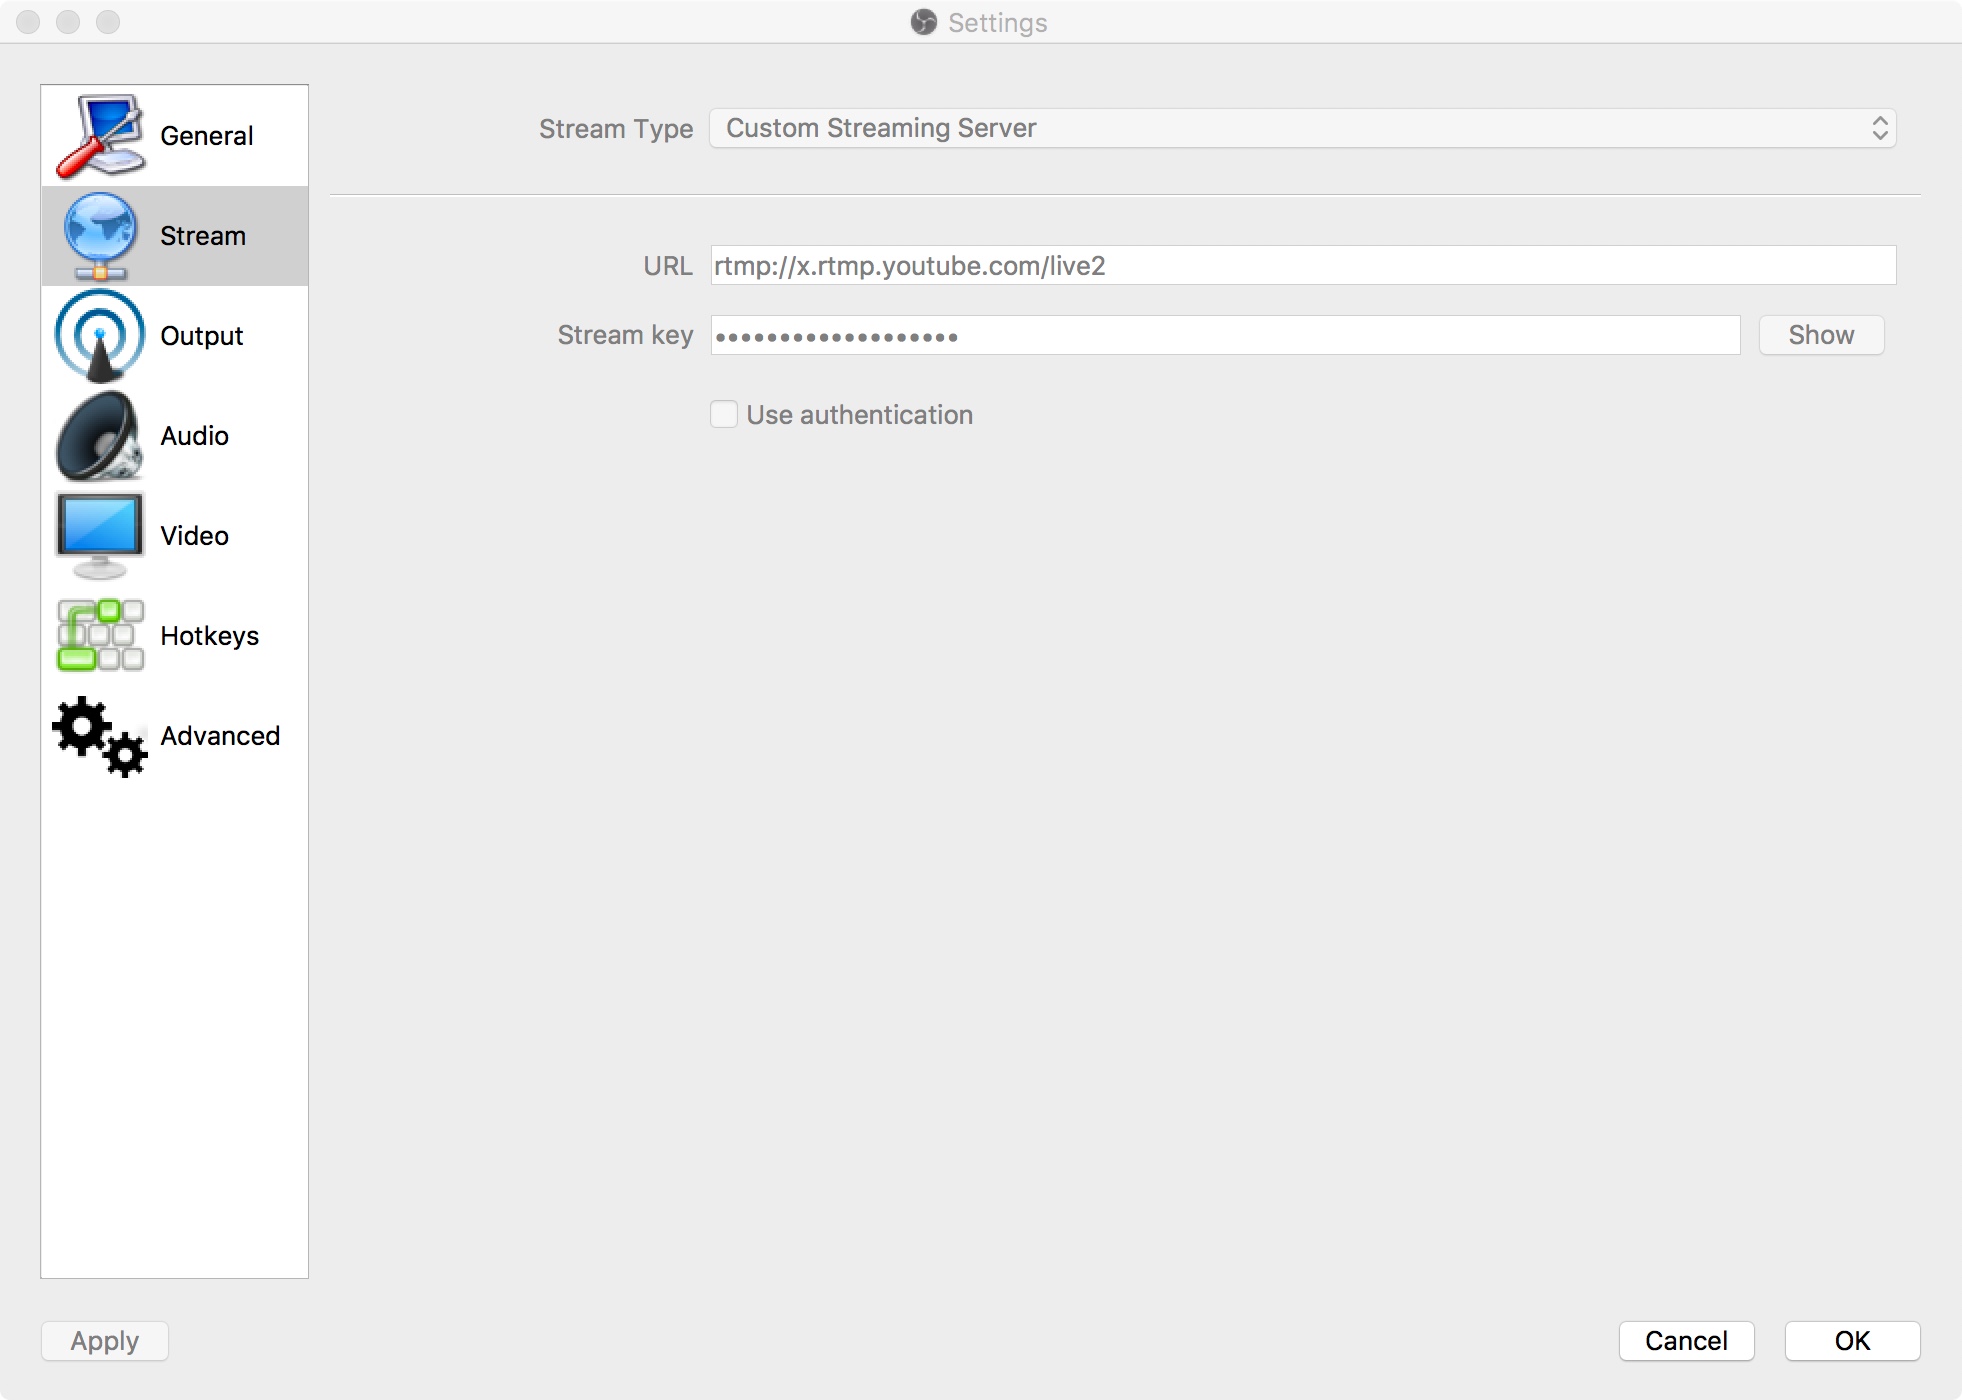 Settings
General
Stream
Output
Audio
Video
Hotkeys
Advanced
Stream Type Custom Streaming Server
URL rtmp://x.rtmp.youtube.com/live2
Stream key ••••••••••••••••••• Show
Use authentication
Apply Cancel OK